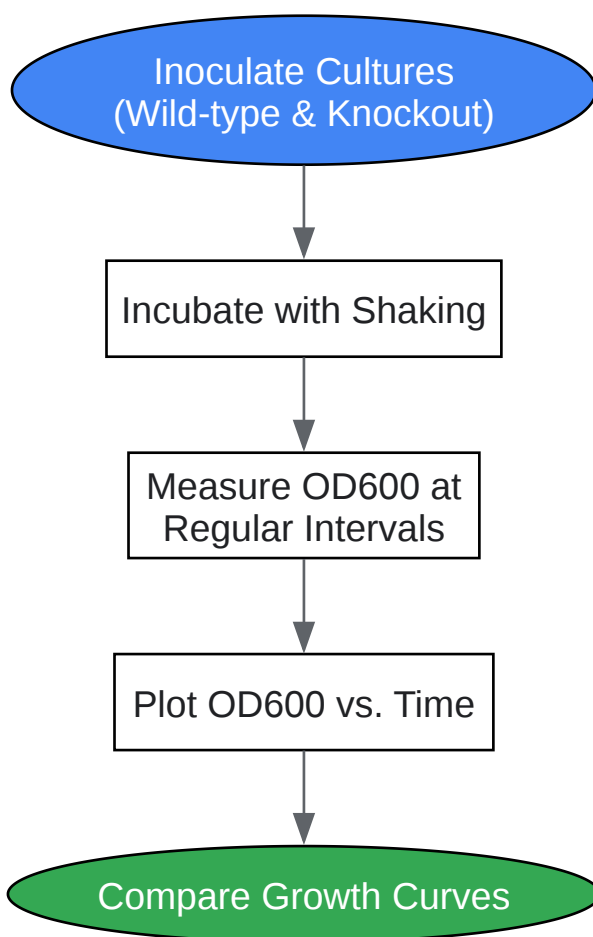 Inoculate Cultures
(Wild-type & Knockout)
Incubate with Shaking
Measure OD600 at
Regular Intervals
Plot OD600 vs. Time
Compare Growth Curves